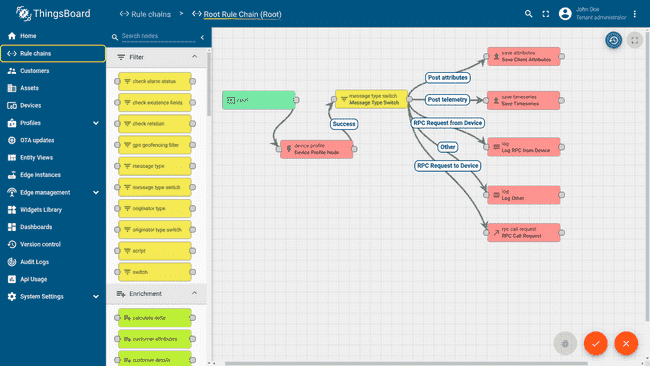 ThingsBoard
Rule chains > Root Rule Chain (Root)
John Doe
Tenant administrator
Home
Rule chains
Customers
Assets
Devices
Profiles
OTA updates
Entity Views
Edge Instances
Edge management
Widgets Library
Dashboards
Version control
Audit Logs
Api Usage
System Settings
Search nodes
Filter
check alarm status
check existence fields
check relation
gps geofencing filter
message type
message type switch
originator type
originator type switch
script
switch
Enrichment
calculate delta
customer attributes
customer details
Input
device profile
Device Profile Node
Success
message type switch
Message Type Switch
Post attributes
Post telemetry
RPC Request from Device
Other
RPC Request to Device
save attributes
Save Client Attributes
save timeseries
Save Timeseries
log
Log RPC from Device
log
Log Other
rpc call request
RPC Call Request